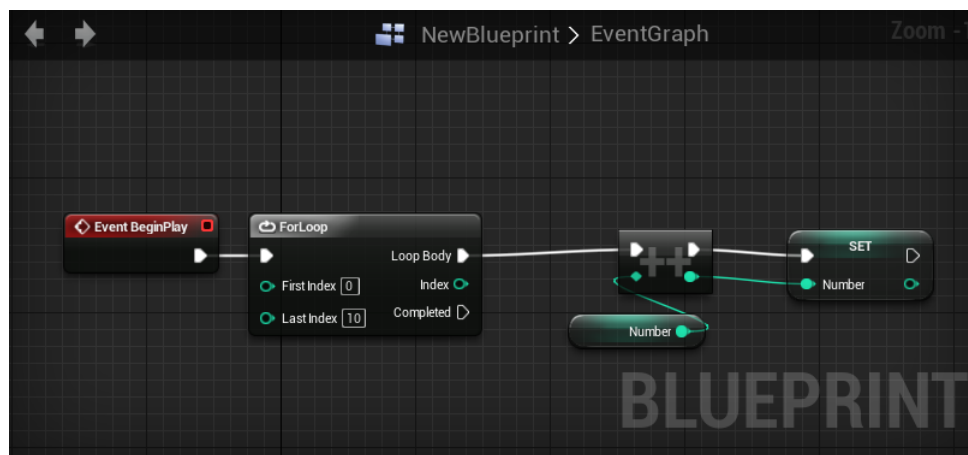 NewBlueprint > EventGraph
Zoom -
Event BeginPlay
ForLoop
Loop Body
First Index 0
Index
Last Index 10
Completed
++
Number
SET
Number
BLUEPRINT